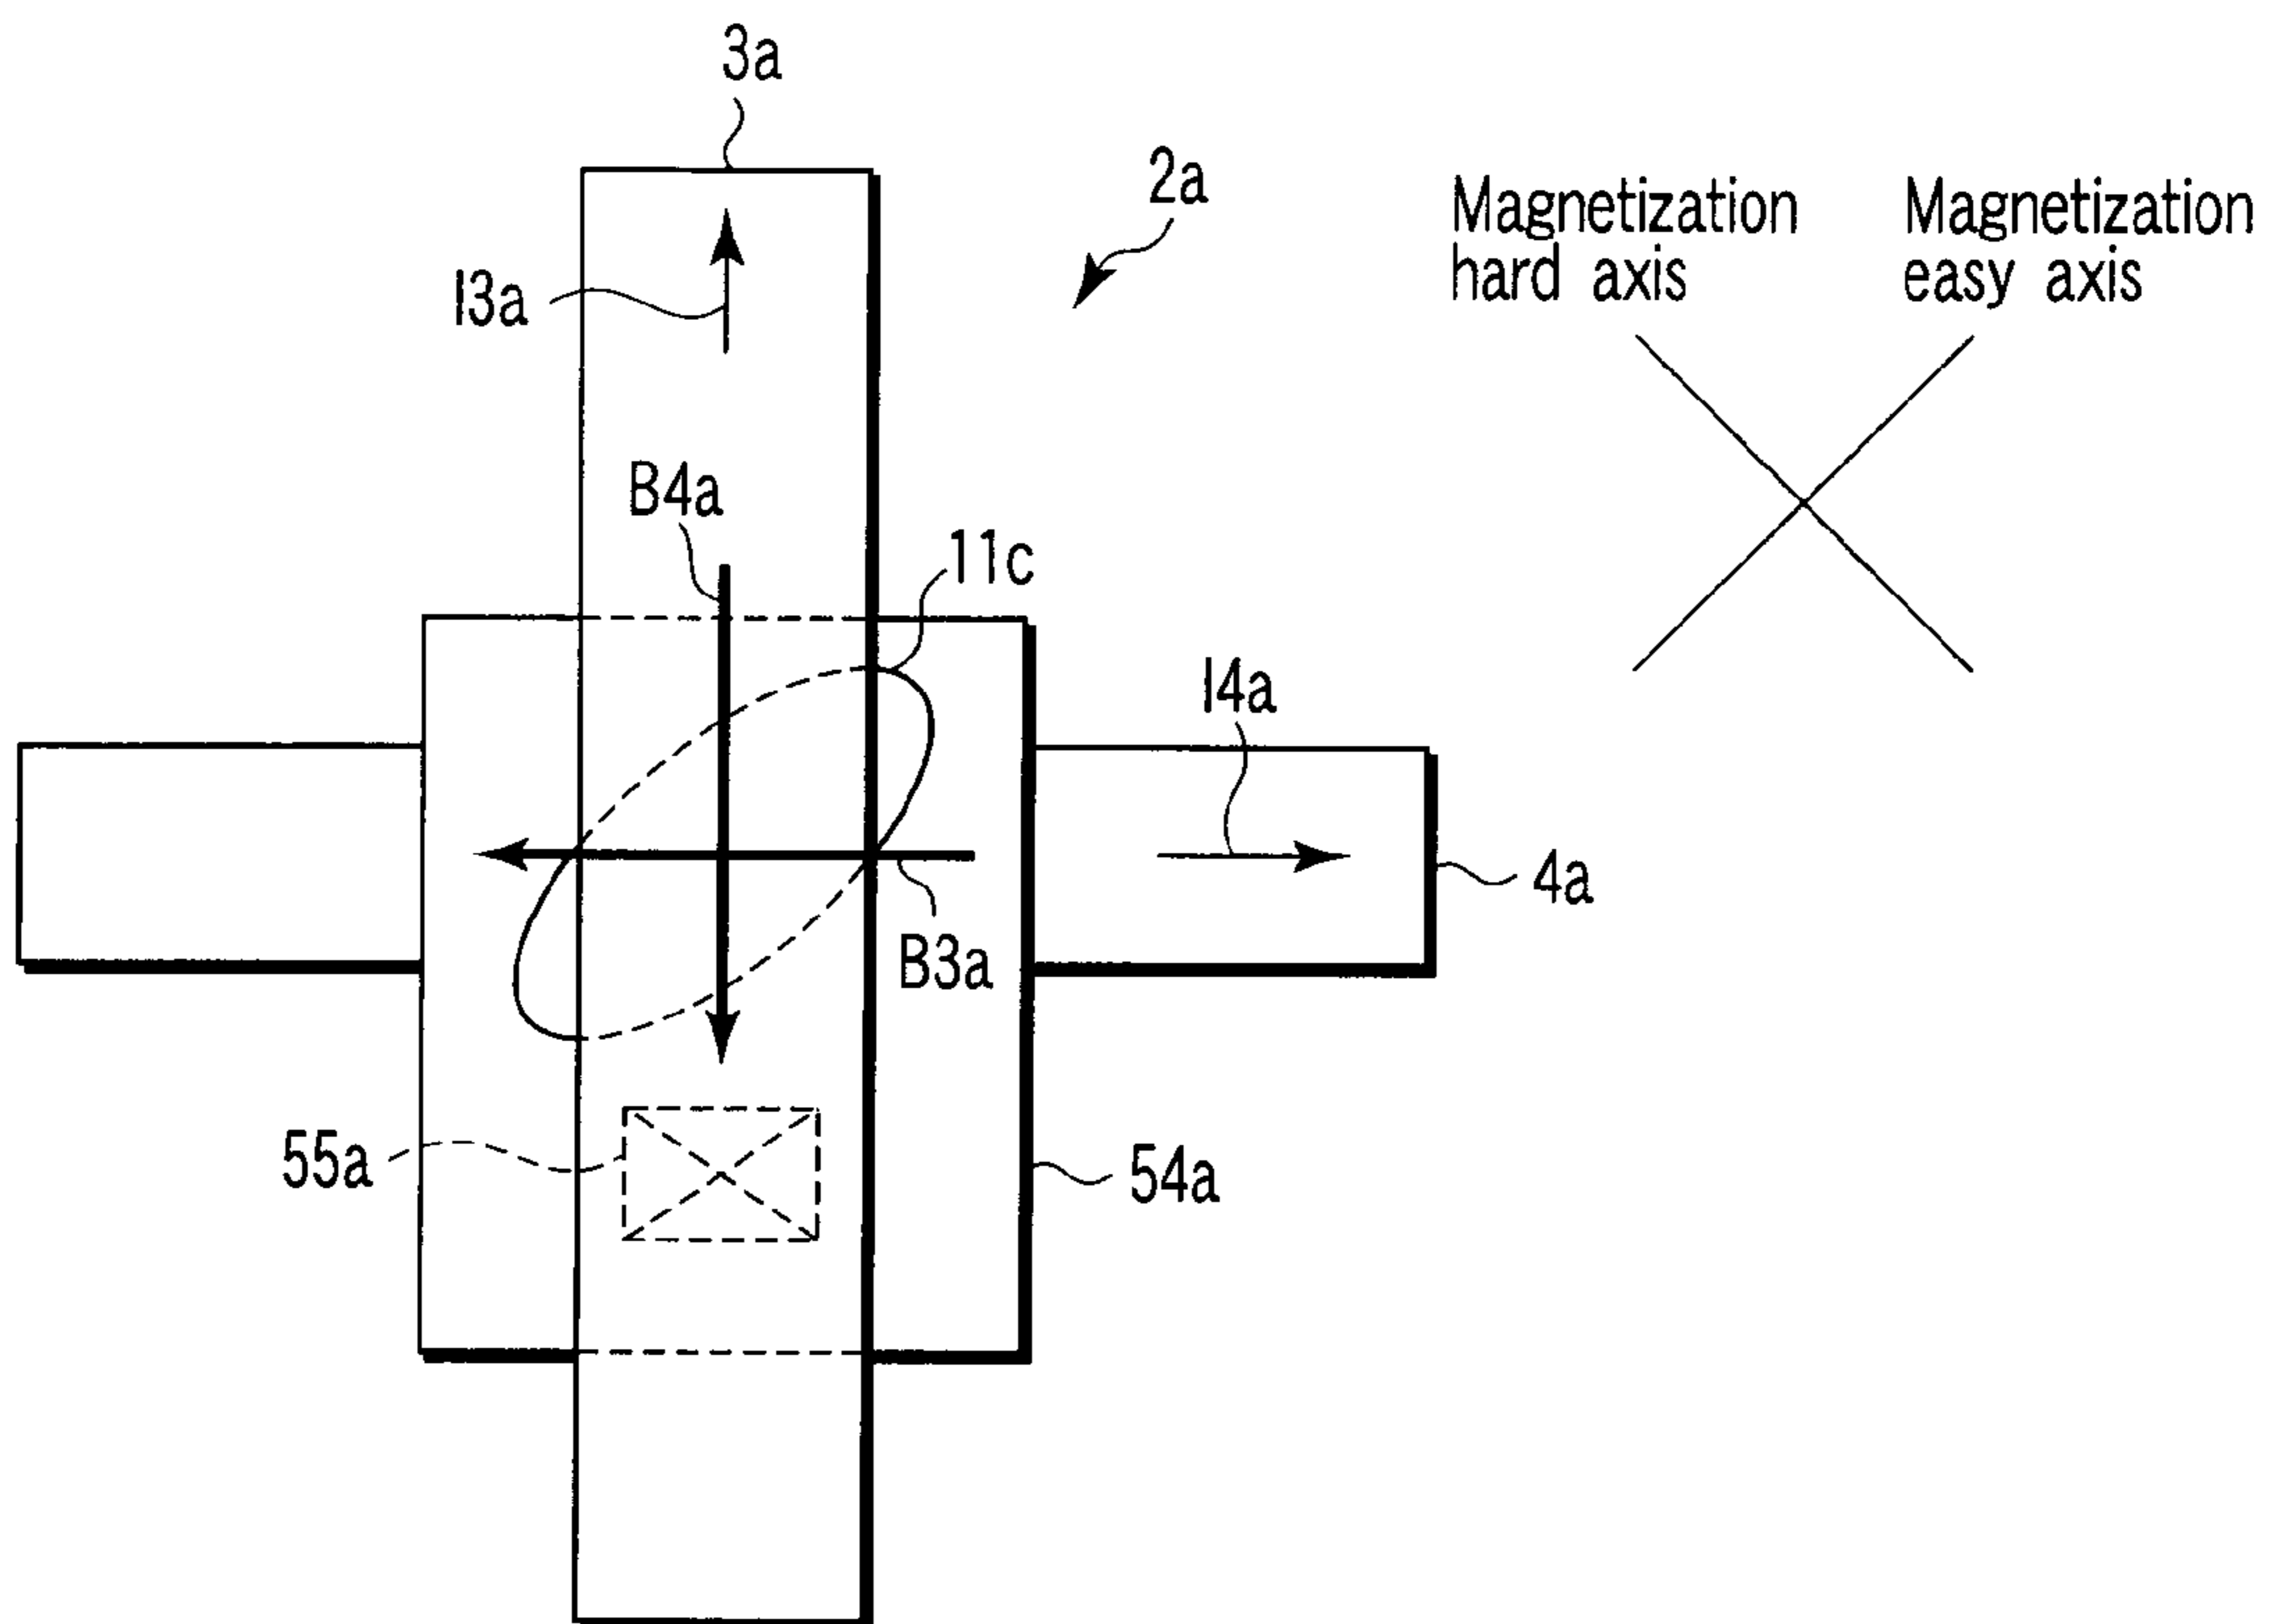 3a
2a
Magnetization
hard axis
Magnetization
easy axis
I3a
B4a
11c
I4a
4a
B3a
55a
54a